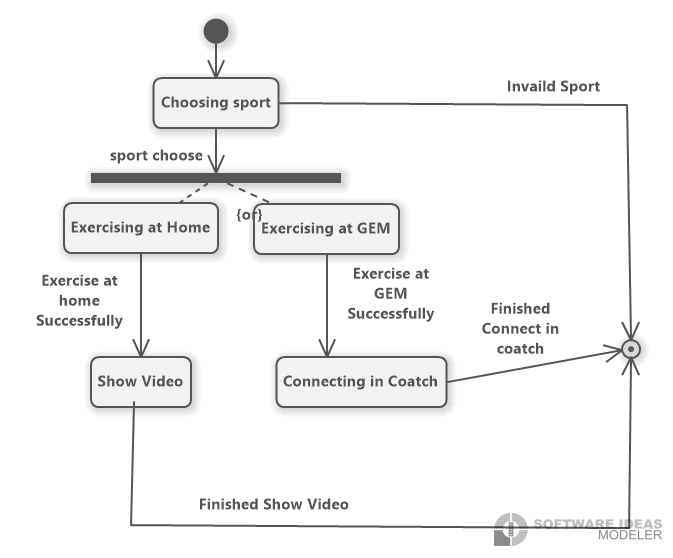 Invaild Sport
Choosing sport
sport choose
{or}
Exercising at Home
Exercising at GEM
Exercise at
home
Successfully
Exercise at
GEM
Successfully
Finished
Connect in
coatch
Show Video
Connecting in Coatch
Finished Show Video
SOFTWARE IDEAS
MODELER